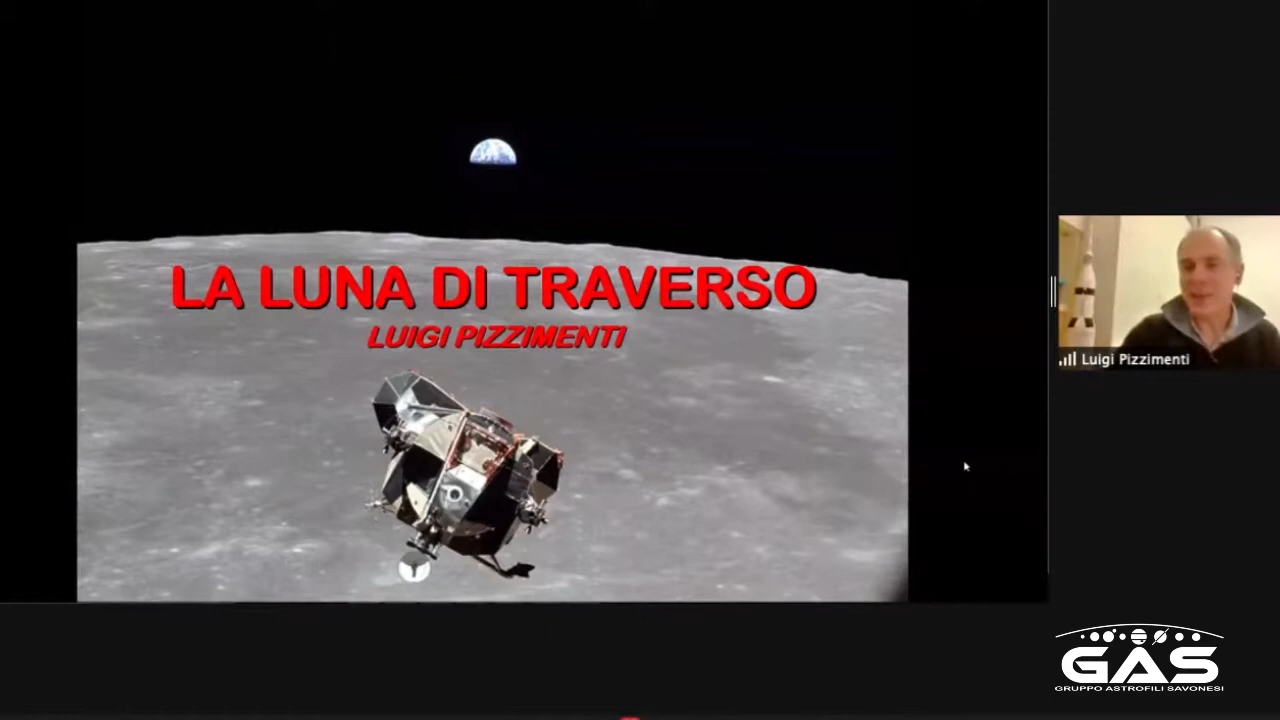 LA LUNA DI TRAVERSO
LUIGI PIZZIMENTI
Luigi Pizzimenti
GAS
GRUPPO ASTROFILI SAVONESI